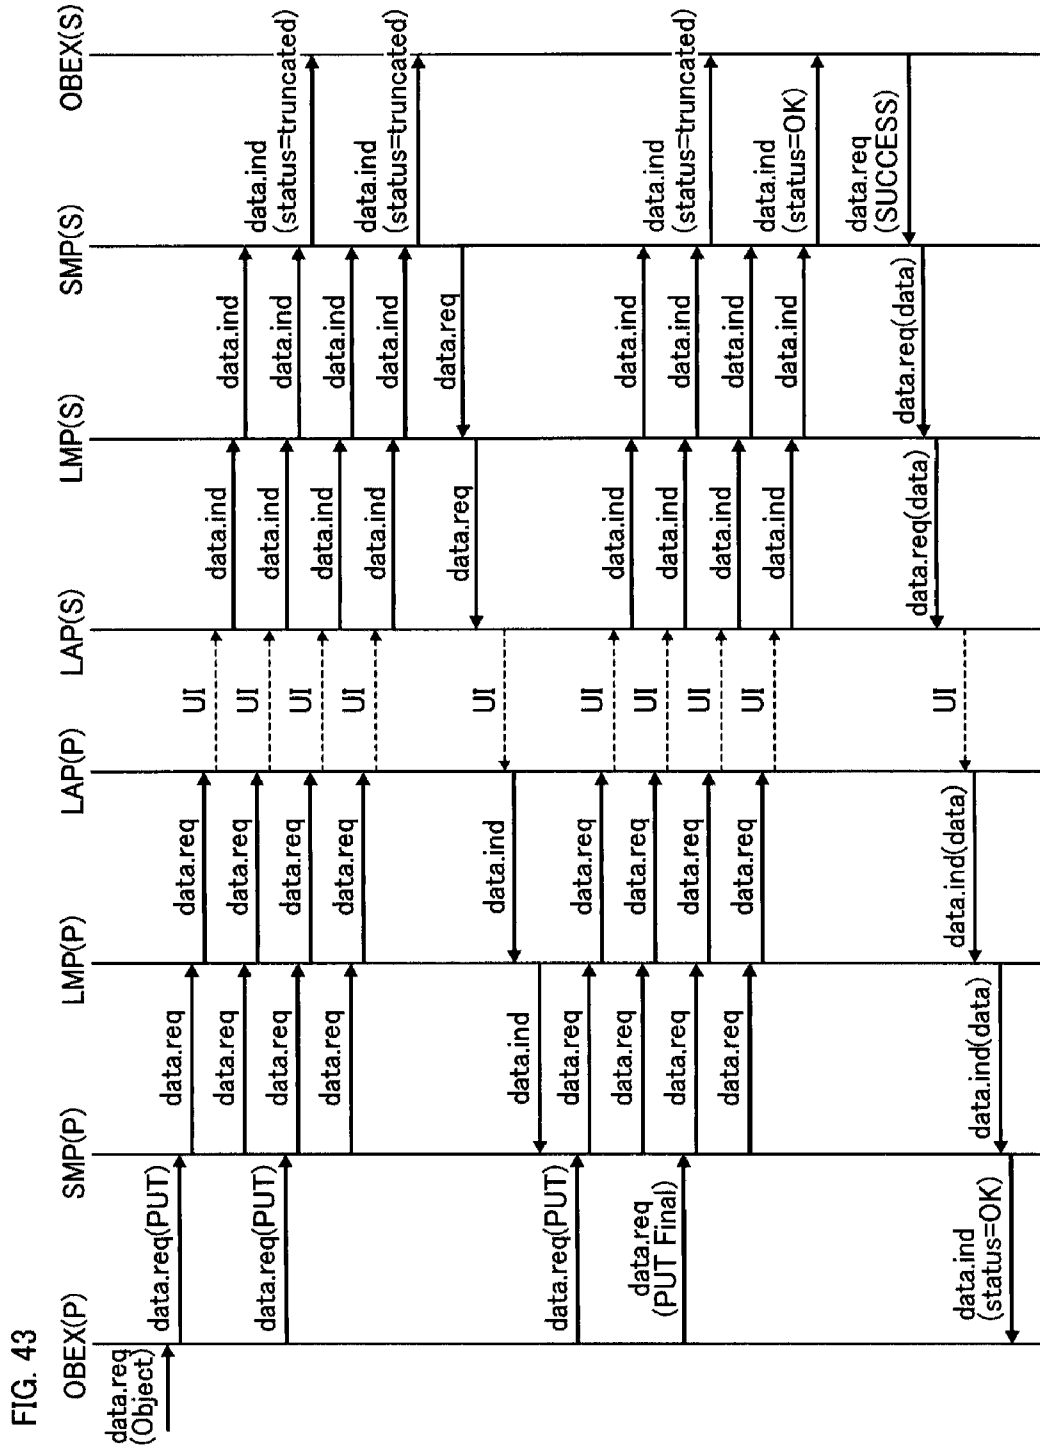 FIG. 43
OBEX(P)
SMP(P)
LMP(P)
LAP(P)
LAP(S)
LMP(S)
SMP(S)
OBEX(S)
data.req
(Object)
data.req(PUT)
data.req(PUT)
data.req(PUT)
data.req
(PUT Final)
data.ind
(status=OK)
data.req
data.req
data.req
data.req
data.ind
data.req
data.req
data.req
data.req
data.ind(data)
data.req
data.req
data.req
data.req
data.ind
data.req
data.req
data.req
data.req
data.ind(data)
UI
UI
UI
UI
UI
UI
UI
UI
UI
UI
data.ind
data.ind
data.ind
data.ind
data.req
data.ind
data.ind
data.ind
data.ind
data.req(data)
data.ind
data.ind
data.ind
data.ind
data.req
data.ind
data.ind
data.ind
data.ind
data.req(data)
data.ind
(status=truncated)
data.ind
(status=truncated)
data.ind
(status=truncated)
data.ind
(status=OK)
data.req
(SUCCESS)